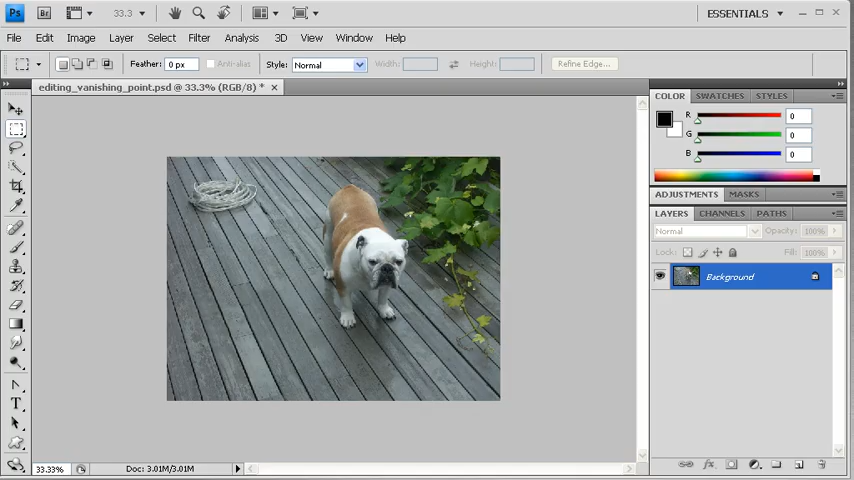 Ps Br 33.3 ESSENTIALS
File Edit Image Layer Select Filter Analysis 3D View Window Help
Feather: 0 px Anti-alias Style: Normal Width: Height: Refine Edge...
editing_vanishing_point.psd @ 33.3% (RGB/8) *
COLOR SWATCHES STYLES
R 0
G 0
B 0
ADJUSTMENTS MASKS
LAYERS CHANNELS PATHS
Normal Opacity: 100%
Lock: Fill: 100%
Background
T
33.33% Doc: 3.01M/3.01M
fx